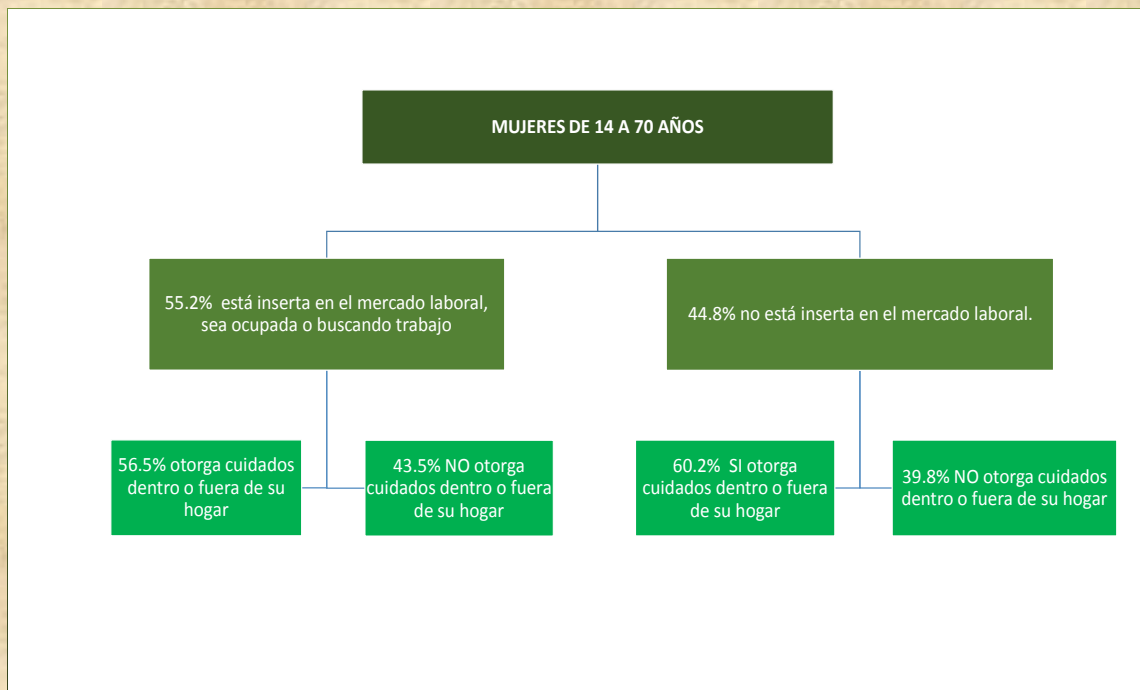 MUJERES DE 14 A 70 AÑOS
55.2% está inserta en el mercado laboral,
sea ocupada o buscando trabajo
44.8% no está inserta en el mercado laboral.
56.5% otorga cuidados
dentro o fuera de su
hogar
43.5% NO otorga
cuidados dentro o fuera
de su hogar
60.2% SI otorga
cuidados dentro o fuera
de su hogar
39.8% NO otorga cuidados
dentro o fuera de su hogar